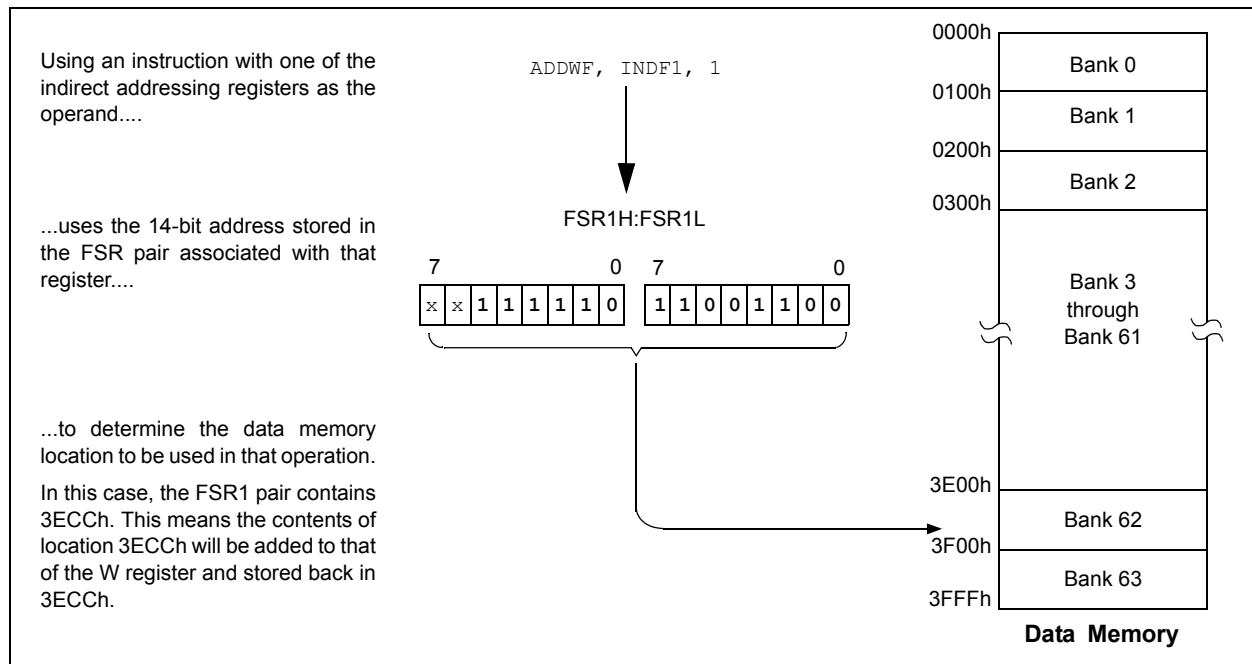 Using an instruction with one of the
indirect addressing registers as the
operand....
ADDWF, INDF1, 1
...uses the 14-bit address stored in
the FSR pair associated with that
register....
FSR1H:FSR1L
7 0 7 0
x x 1 1 1 1 1 0 1 1 0 0 1 1 0 0
...to determine the data memory
location to be used in that operation.
In this case, the FSR1 pair contains
3ECCh. This means the contents of
location 3ECCh will be added to that
of the W register and stored back in
3ECCh.
0000h
Bank 0
0100h
Bank 1
0200h
Bank 2
0300h
Bank 3
through
Bank 61
3E00h
Bank 62
3F00h
Bank 63
3FFFh
Data Memory